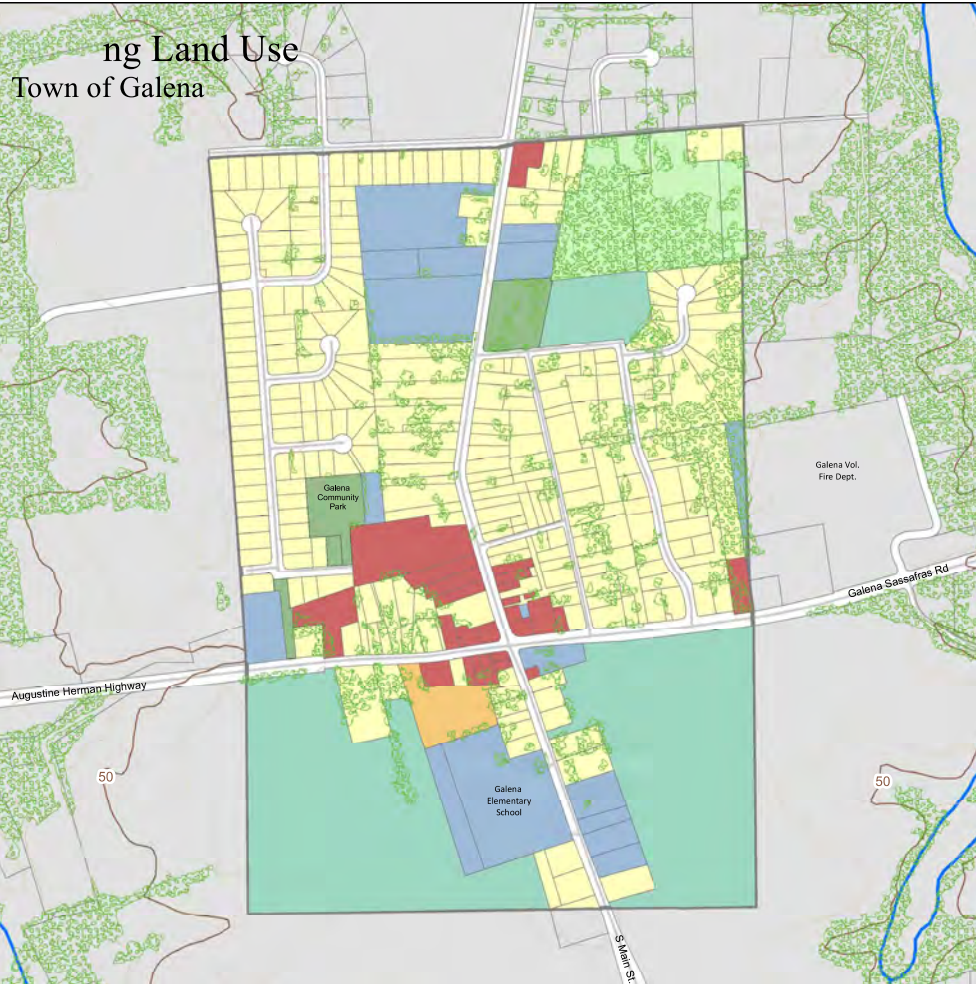 ng Land Use
Town of Galena
Galena Vol.
Fire Dept.
Galena
Community
Park
Galena Sassafras Rd
Augustine Herman Highway
50
50
Galena
Elementary
School
S Main St.